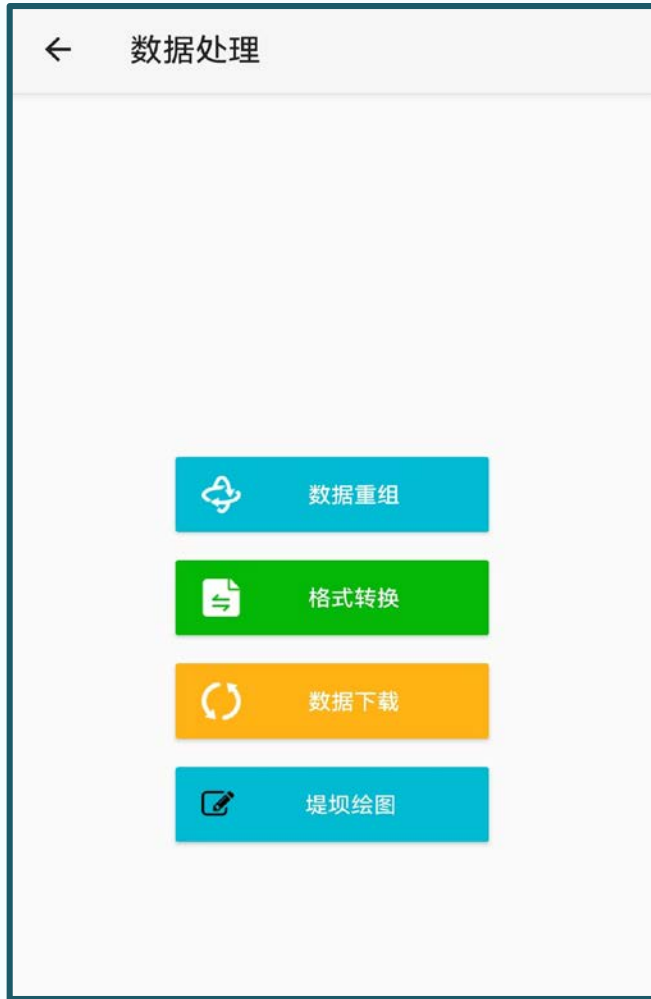 数据处理
数据重组
格式转换
数据下载
堤坝绘图